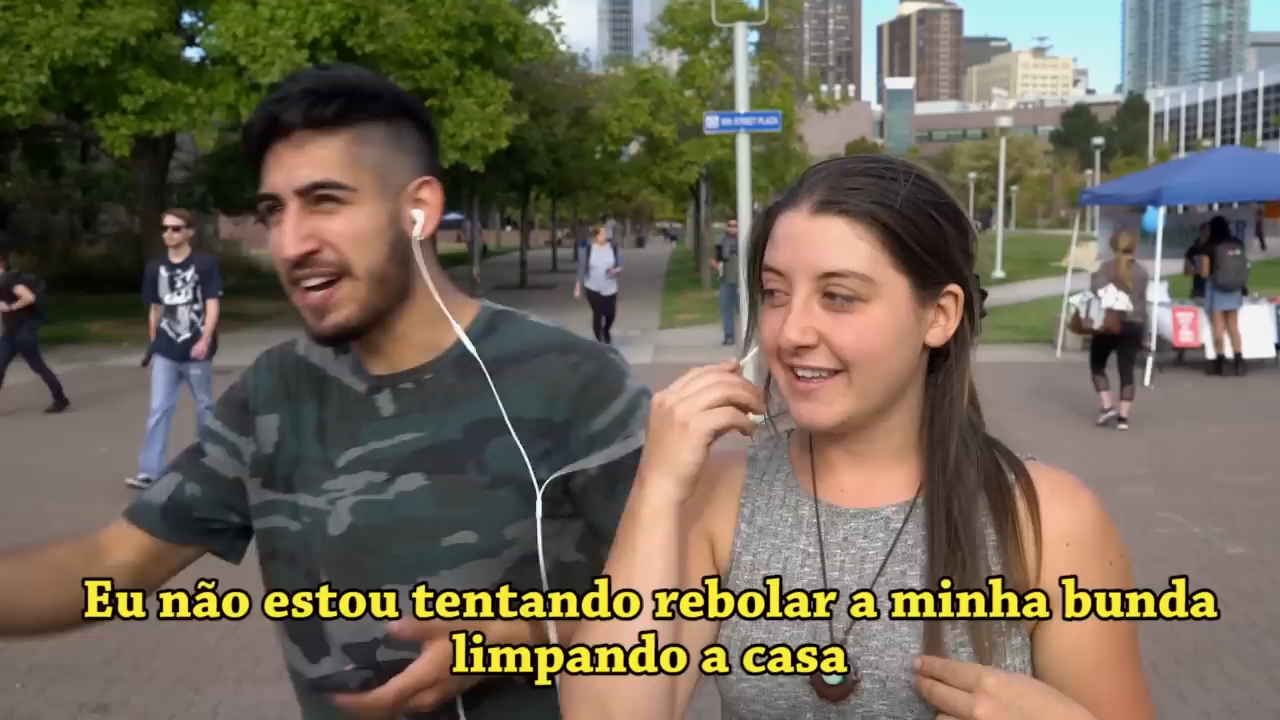 Eu não estou tentando rebolar a minha bunda
limpando a casa